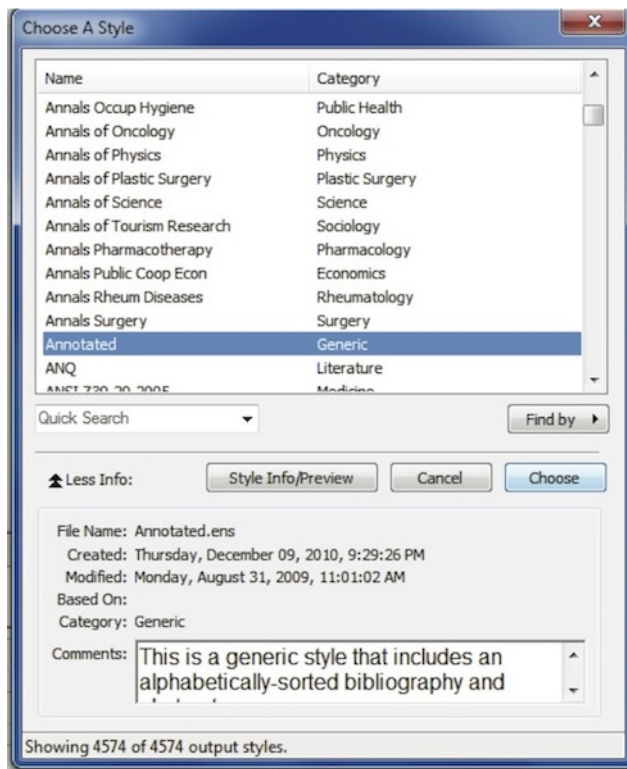 Choose A Style
Name Category
Annals Occup Hygiene Public Health
Annals of Oncology Oncology
Annals of Physics Physics
Annals of Plastic Surgery Plastic Surgery
Annals of Science Science
Annals of Tourism Research Sociology
Annals Pharmacotherapy Pharmacology
Annals Public Coop Econ Economics
Annals Rheum Diseases Rheumatology
Annals Surgery Surgery
Annotated Generic
ANQ Literature
ANSI Z39.29-2005 Medicine
Quick Search Find by
Less Info: Style Info/Preview Cancel Choose
File Name: Annotated.ens
Created: Thursday, December 09, 2010, 9:29:26 PM
Modified: Monday, August 31, 2009, 11:01:02 AM
Based On:
Category: Generic
Comments: This is a generic style that includes an
alphabetically-sorted bibliography and
Showing 4574 of 4574 output styles.